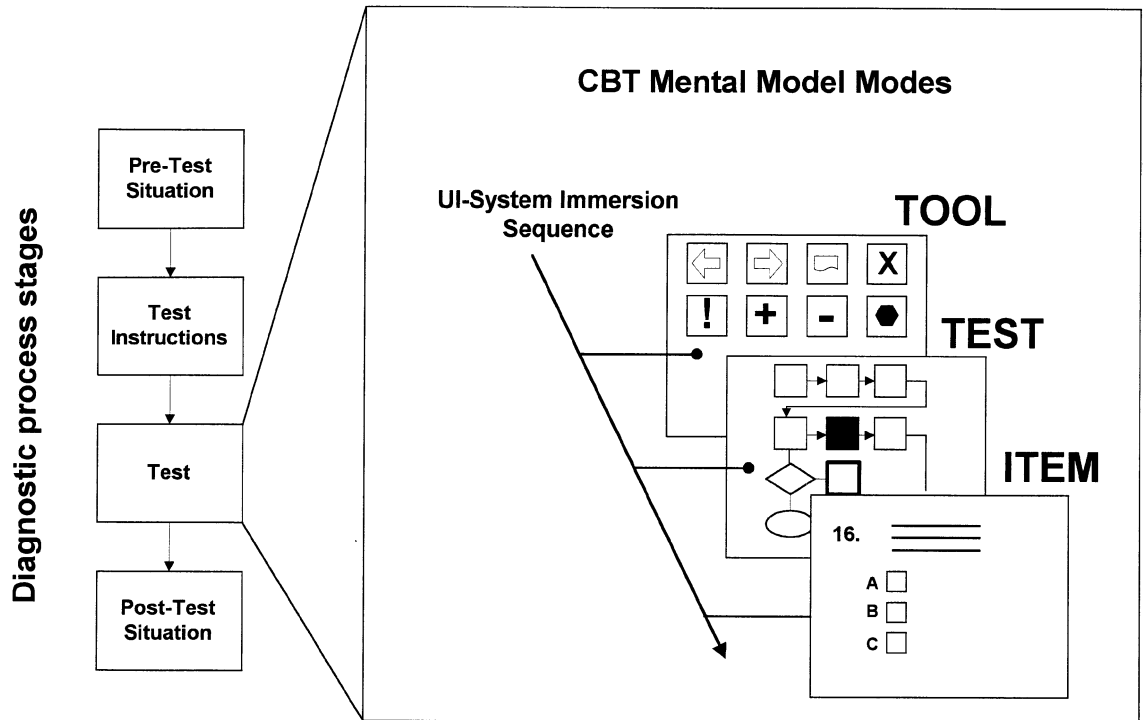 Diagnostic process stages
Pre-Test
Situation
Test
Instructions
Test
Post-Test
Situation
CBT Mental Model Modes
UI-System Immersion
Sequence
TOOL
X
! + -
TEST
ITEM
16.
A
B
C